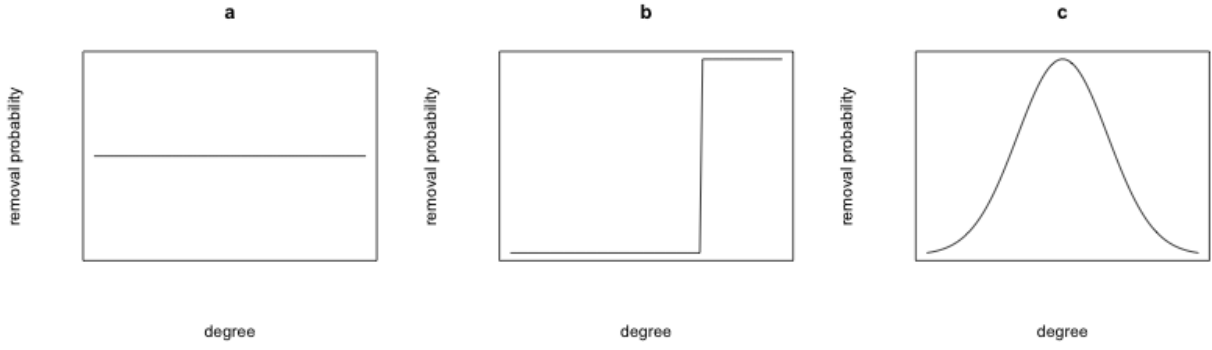 a
removal probability
degree
b
removal probability
degree
c
removal probability
degree